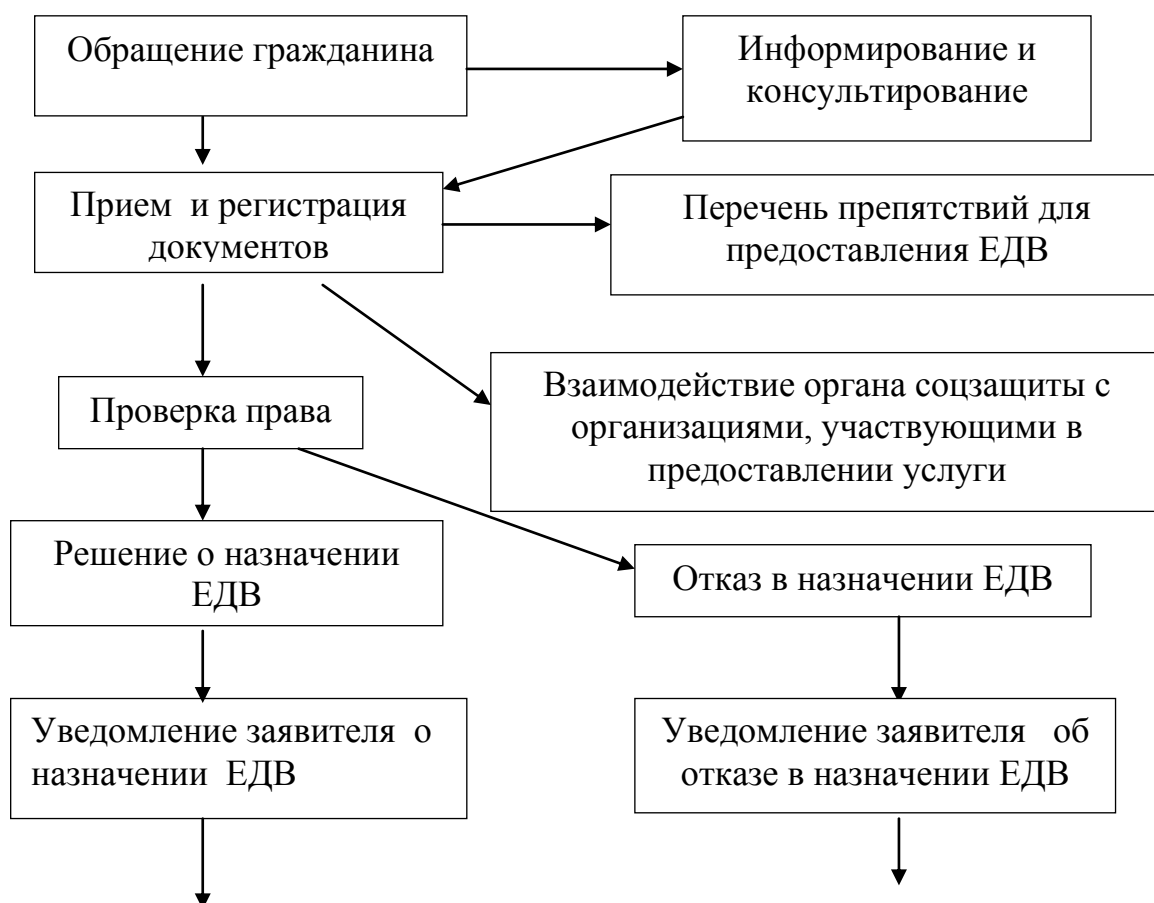 Обращение гражданина
Информирование и
консультирование
Прием и регистрация
документов
Перечень препятствий для
предоставления ЕДВ
Взаимодействие органа соцзащиты с
организациями, участвующими в
предоставлении услуги
Проверка права
Решение о назначении
ЕДВ
Отказ в назначении ЕДВ
Уведомление заявителя о
назначении ЕДВ
Уведомление заявителя об
отказе в назначении ЕДВ